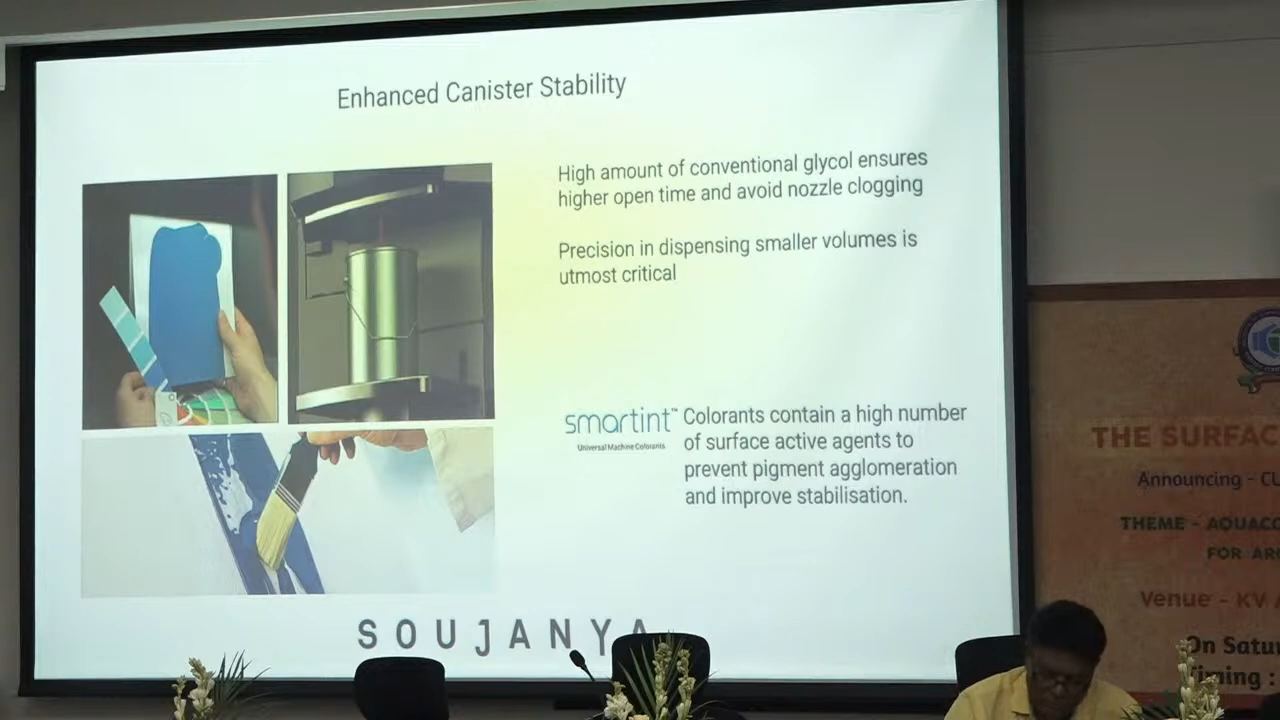 Enhanced Canister Stability
High amount of conventional glycol ensures
higher open time and avoid nozzle clogging
Precision in dispensing smaller volumes is
utmost critical
smartint™
Universal Machine Colorants
Colorants contain a high number
of surface active agents to
prevent pigment agglomeration
and improve stabilisation.
SOUJANYA
THE SURFAC
Announcing - CU
THEME - AQUACO
FOR AR
Venue - KV A
On Satu
Timing :